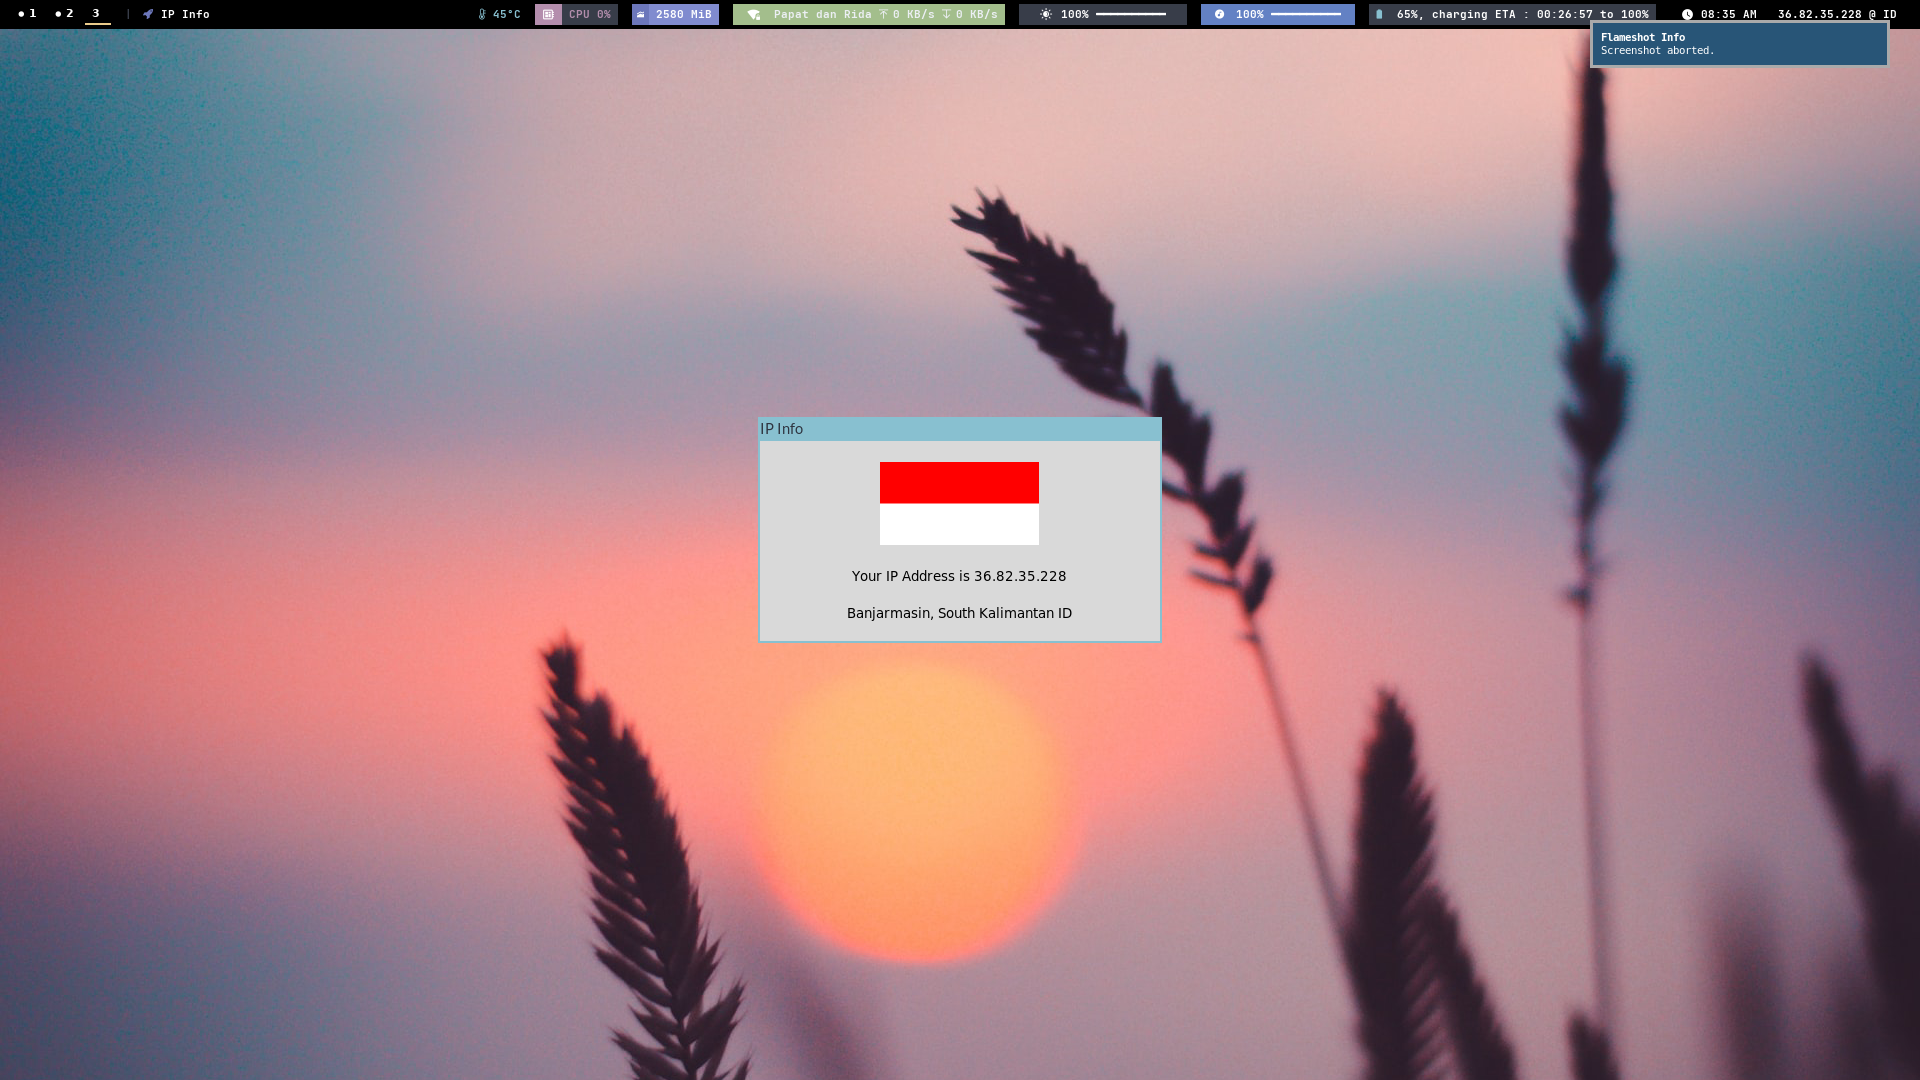 1 2 3 | IP Info 45°C CPU 0% 2580 MiB Papat dan Rida 0 KB/s 0 KB/s 100% 100% 65%, charging ETA : 00:26:57 to 100% 08:35 AM 36.82.35.228 @ ID
Flameshot Info
Screenshot aborted.
IP Info
Your IP Address is 36.82.35.228
Banjarmasin, South Kalimantan ID